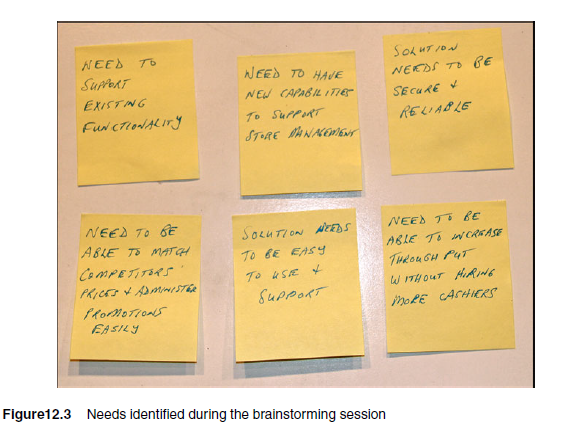 NEED TO
SUPPORT
EXISTING
FUNCTIONALITY
NEED TO HAVE
NEW CAPABILITIES
TO SUPPORT
STORE MANAGEMENT
SOLUTION
NEEDS TO BE
SECURE &
RELIABLE
NEED TO BE
ABLE TO MATCH
COMPETITORS'
PRICES & ADMINISTER
PROMOTIONS
EASILY
SOLUTION NEEDS
TO BE EASY
TO USE &
SUPPORT
NEED TO BE
ABLE TO INCREASE
THROUGH PUT
WITHOUT HIRING
MORE CASHIERS
Figure12.3 Needs identified during the brainstorming session